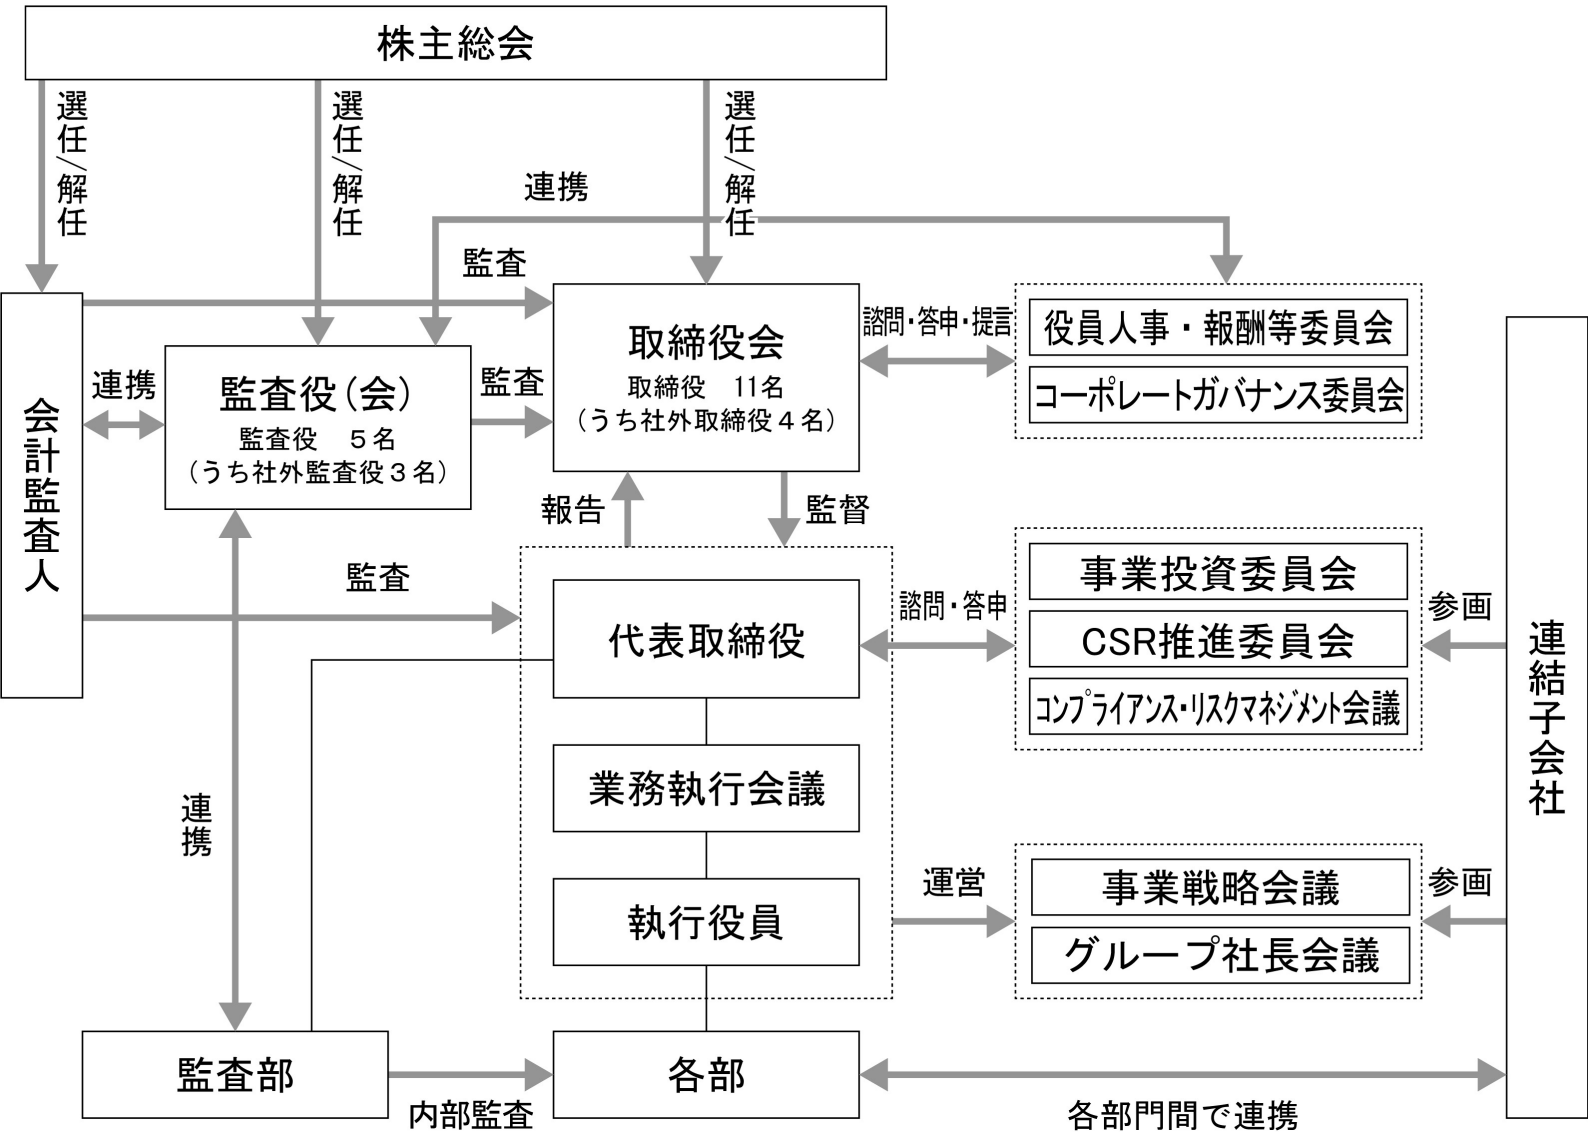 株主総会
選任/解任
選任/解任
選任/解任
連携
監査
会計監査人
連携
監査役(会)
監査役　5名
(うち社外監査役3名)
監査
取締役会
取締役　11名
(うち社外取締役4名)
諮問・答申・提言
役員人事・報酬等委員会
コーポレートガバナンス委員会
報告
監督
監査
代表取締役
諮問・答申
事業投資委員会
CSR推進委員会
コンプライアンス・リスクマネジメント会議
参画
連結子会社
業務執行会議
連携
執行役員
運営
事業戦略会議
グループ社長会議
参画
監査部
内部監査
各部
各部門間で連携